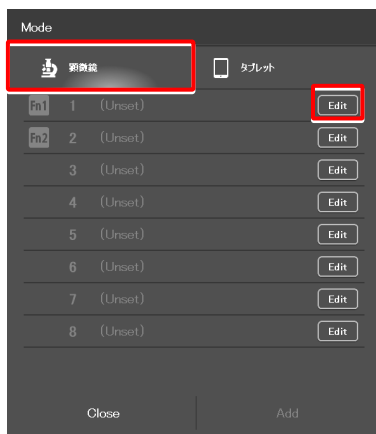 Mode
顕微鏡 タブレット
Fn1 1 (Unset) Edit
Fn2 2 (Unset) Edit
3 (Unset) Edit
4 (Unset) Edit
5 (Unset) Edit
6 (Unset) Edit
7 (Unset) Edit
8 (Unset) Edit
Close Add